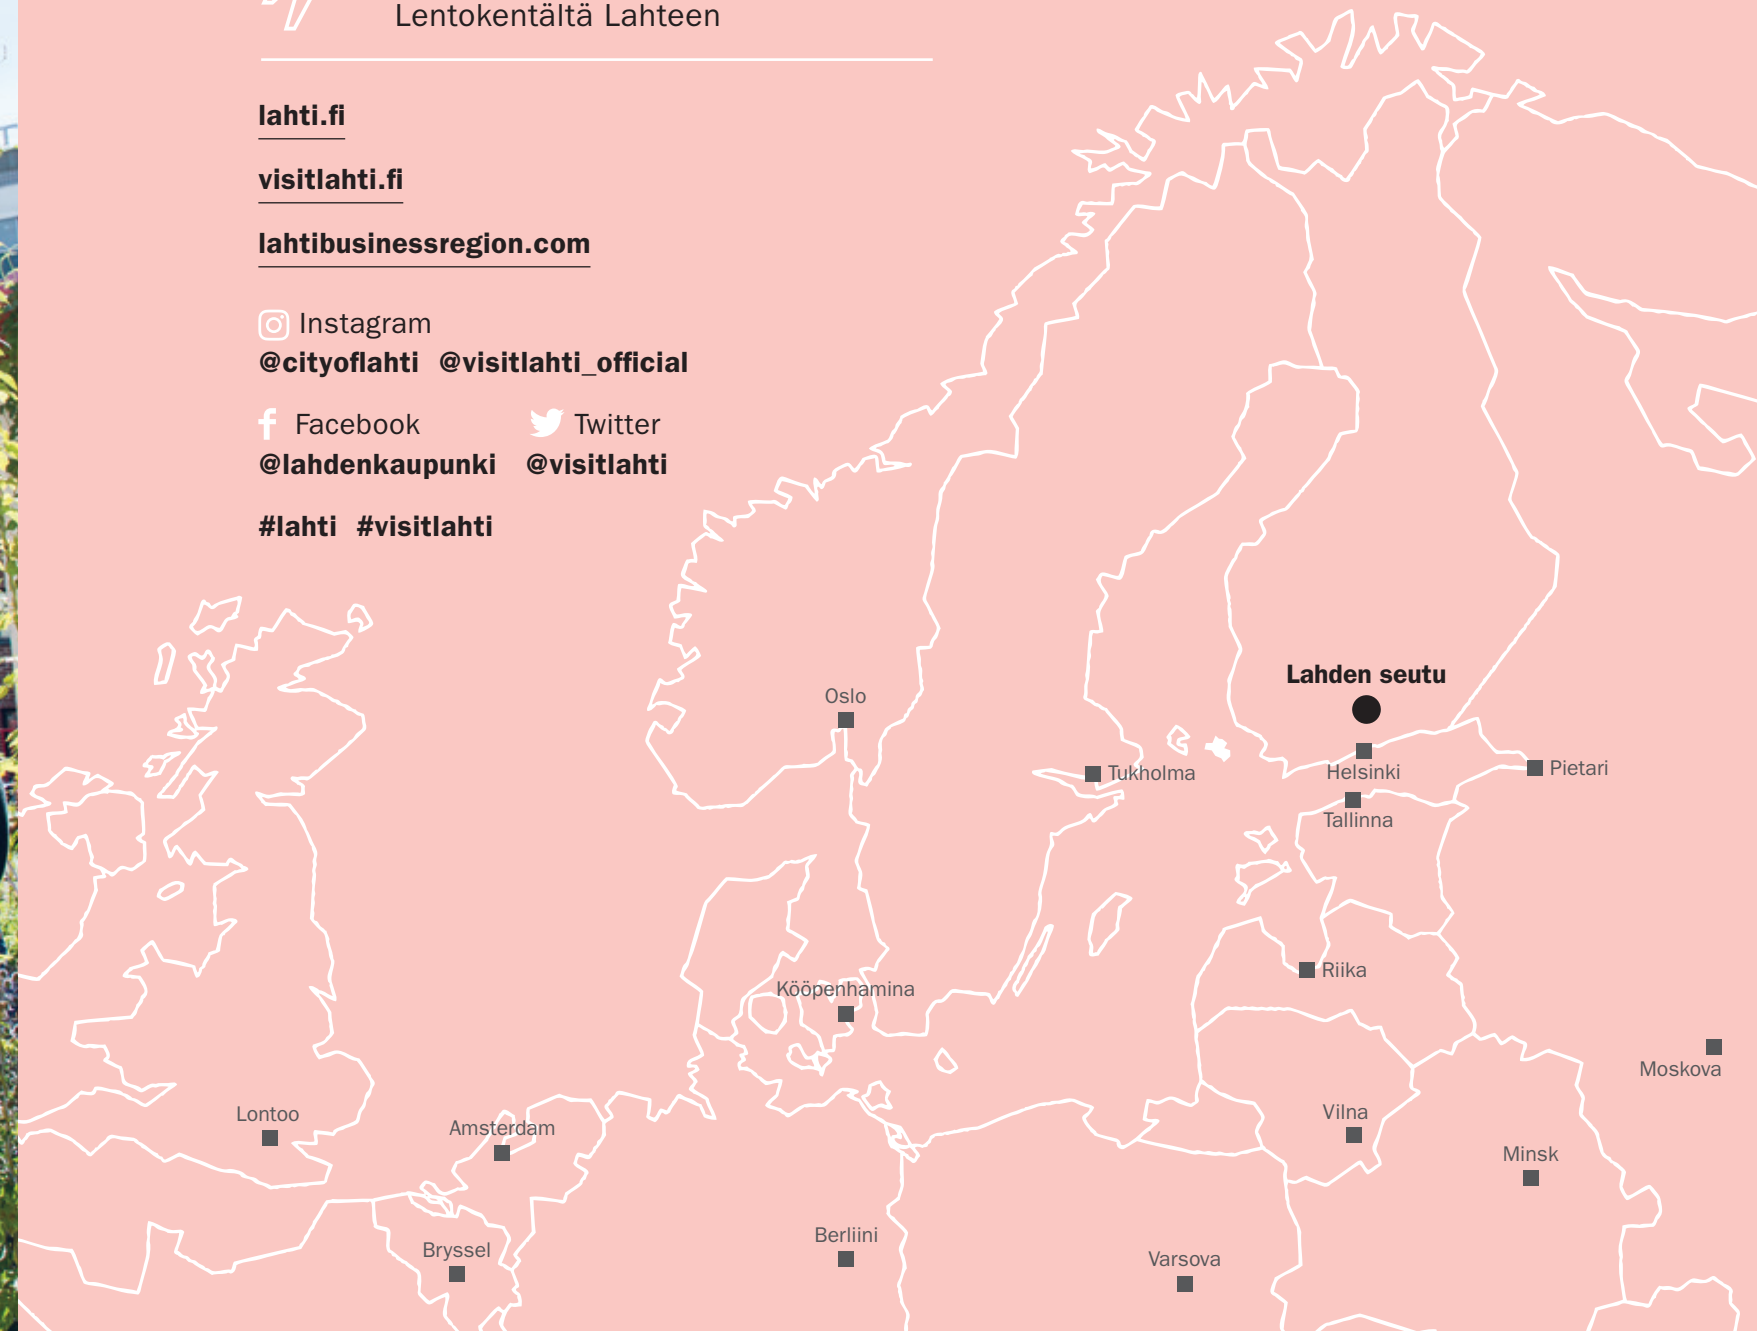 Lentokentältä Lahteen
lahti.fi
visitlahti.fi
lahtibusinessregion.com
Instagram
@cityoflahti @visitlahti_official
Facebook Twitter
@lahdenkaupunki @visitlahti
#lahti #visitlahti
Lahden seutu
Oslo
Tukholma
Helsinki
Pietari
Tallinna
Riika
Kööpenhamina
Moskova
Lontoo
Amsterdam
Vilna
Minsk
Bryssel
Berliini
Varsova